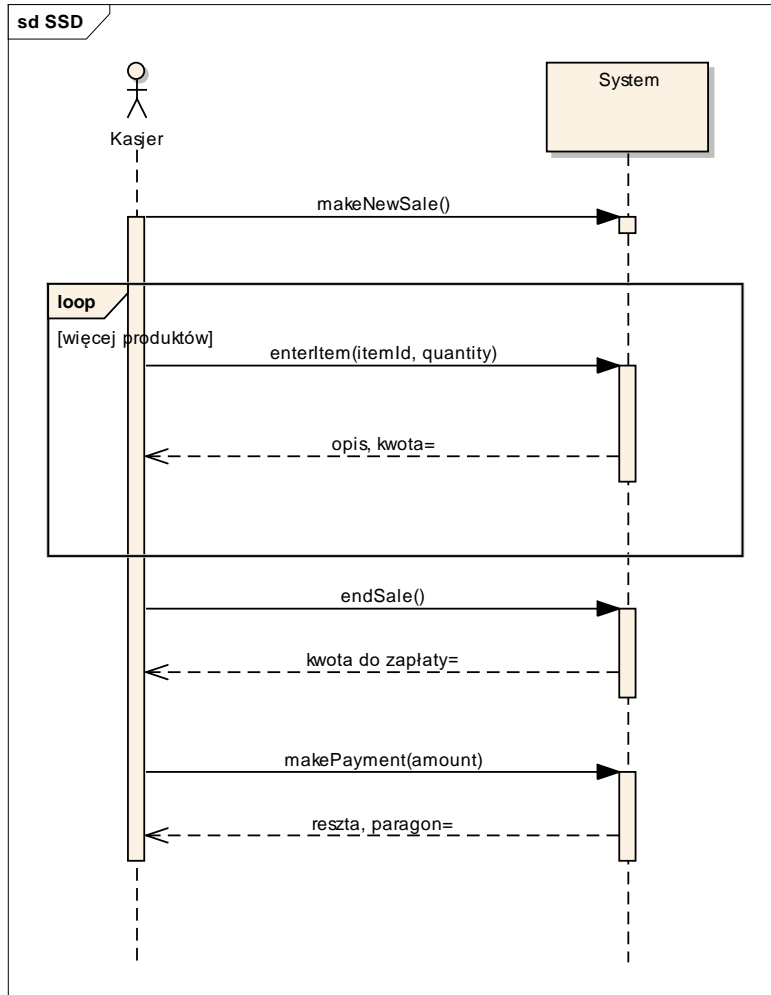 sd SSD
Kasjer
System
makeNewSale()
loop
[więcej produktów]
enterItem(itemId, quantity)
opis, kwota=
endSale()
kwota do zapłaty=
makePayment(amount)
reszta, paragon=